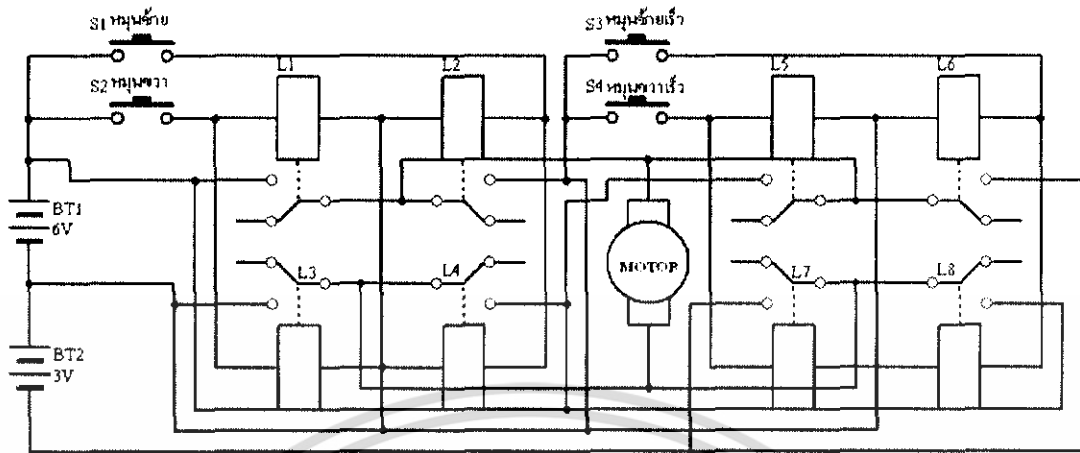 S1 หมุนซ้าย
S3 หมุนซ้ายเร็ว
S2 หมุนขวา
L1
L2
S4 หมุนขวาเร็ว
L5
L6
BT1
6V
L3
L4
MOTOR
L7
L8
BT2
3V